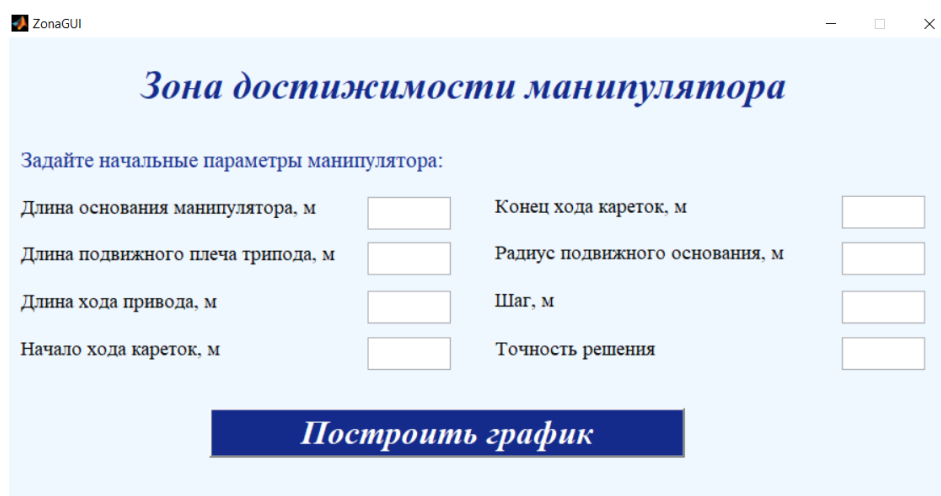 ZonaGUI
Зона достижимости манипулятора
Задайте начальные параметры манипулятора:
Длина основания манипулятора, м
Длина подвижного плеча трипода, м
Длина хода привода, м
Начало хода кареток, м
Конец хода кареток, м
Радиус подвижного основания, м
Шаг, м
Точность решения
Построить график